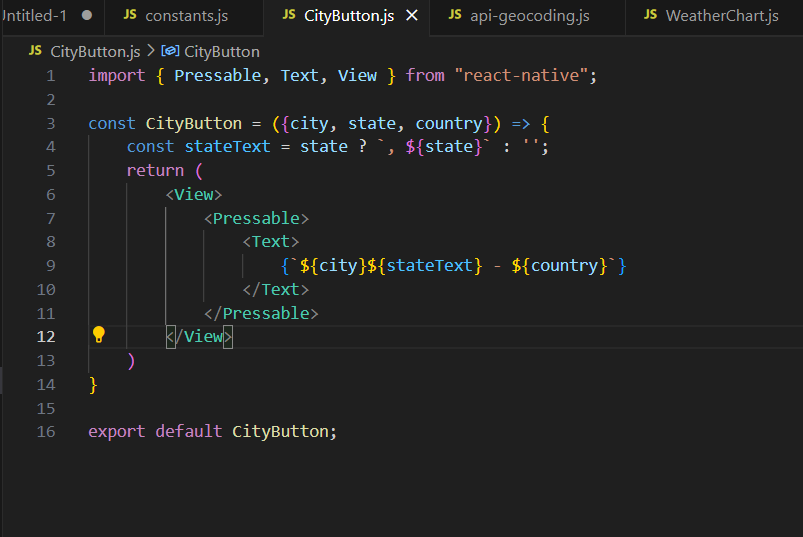 Untitled-1 ● JS constants.js JS CityButton.js × JS api-geocoding.js JS WeatherChart.js
JS CityButton.js > CityButton
1 import { Pressable, Text, View } from "react-native";
2
3 const CityButton = ({city, state, country}) => {
4     const stateText = state ? `, ${state}` : '';
5     return (
6         <View>
7             <Pressable>
8                 <Text>
9                     {`${city}${stateText} - ${country}`}
10                 </Text>
11             </Pressable>
12         </View>
13     )
14 }
15
16 export default CityButton;